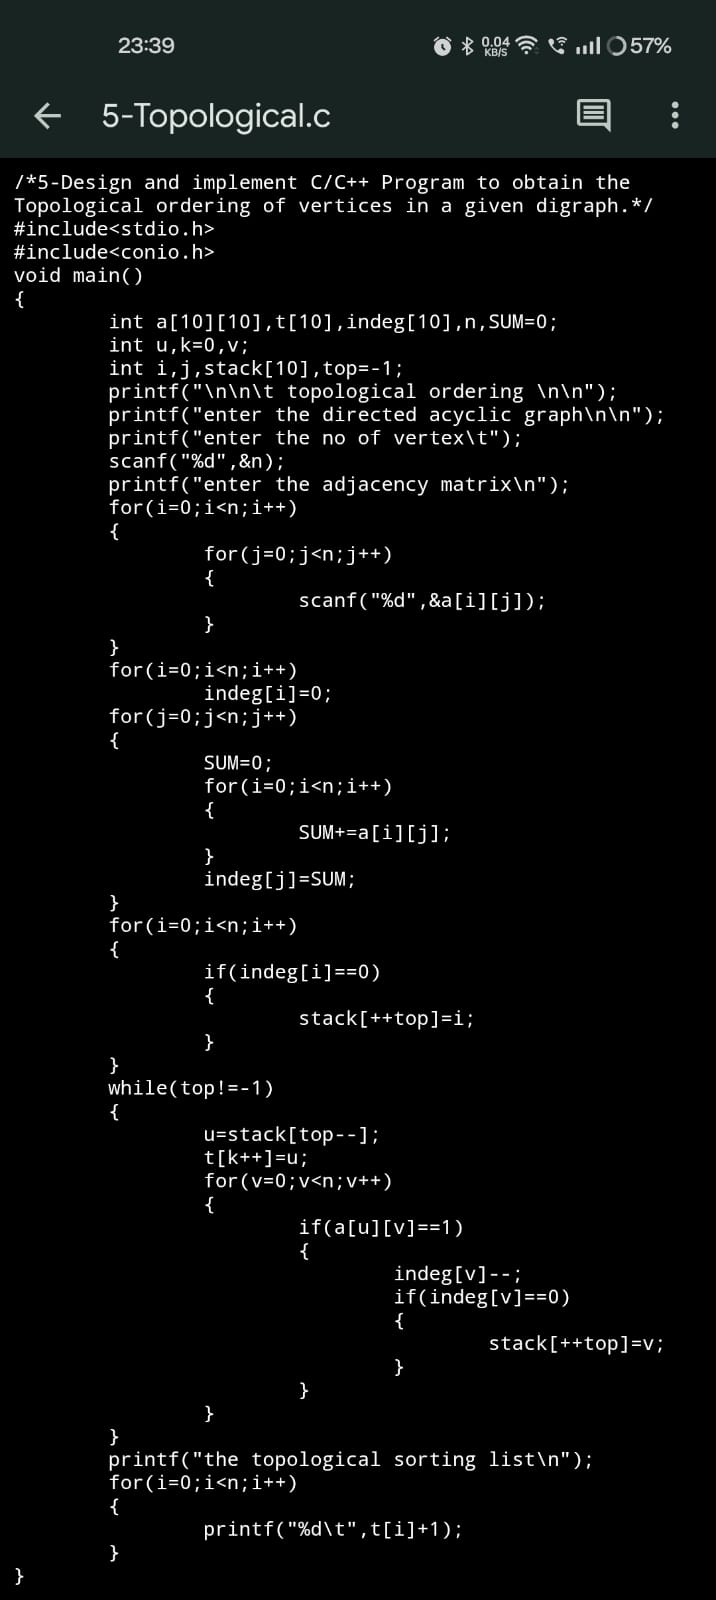 23:39
0.04 KB/S 57%
5-Topological.c
/*5-Design and implement C/C++ Program to obtain the
Topological ordering of vertices in a given digraph.*/
#include<stdio.h>
#include<conio.h>
void main()
{
        int a[10][10],t[10],indeg[10],n,SUM=0;
        int u,k=0,v;
        int i,j,stack[10],top=-1;
        printf("\n\n\t topological ordering \n\n");
        printf("enter the directed acyclic graph\n\n");
        printf("enter the no of vertex\t");
        scanf("%d",&n);
        printf("enter the adjacency matrix\n");
        for(i=0;i<n;i++)
        {
                for(j=0;j<n;j++)
                {
                        scanf("%d",&a[i][j]);
                }
        }
        for(i=0;i<n;i++)
                indeg[i]=0;
        for(j=0;j<n;j++)
        {
                SUM=0;
                for(i=0;i<n;i++)
                {
                        SUM+=a[i][j];
                }
                indeg[j]=SUM;
        }
        for(i=0;i<n;i++)
        {
                if(indeg[i]==0)
                {
                        stack[++top]=i;
                }
        }
        while(top!=-1)
        {
                u=stack[top--];
                t[k++]=u;
                for(v=0;v<n;v++)
                {
                        if(a[u][v]==1)
                        {
                                indeg[v]--;
                                if(indeg[v]==0)
                                {
                                        stack[++top]=v;
                                }
                        }
                }
        }
        printf("the topological sorting list\n");
        for(i=0;i<n;i++)
        {
                printf("%d\t",t[i]+1);
        }
}